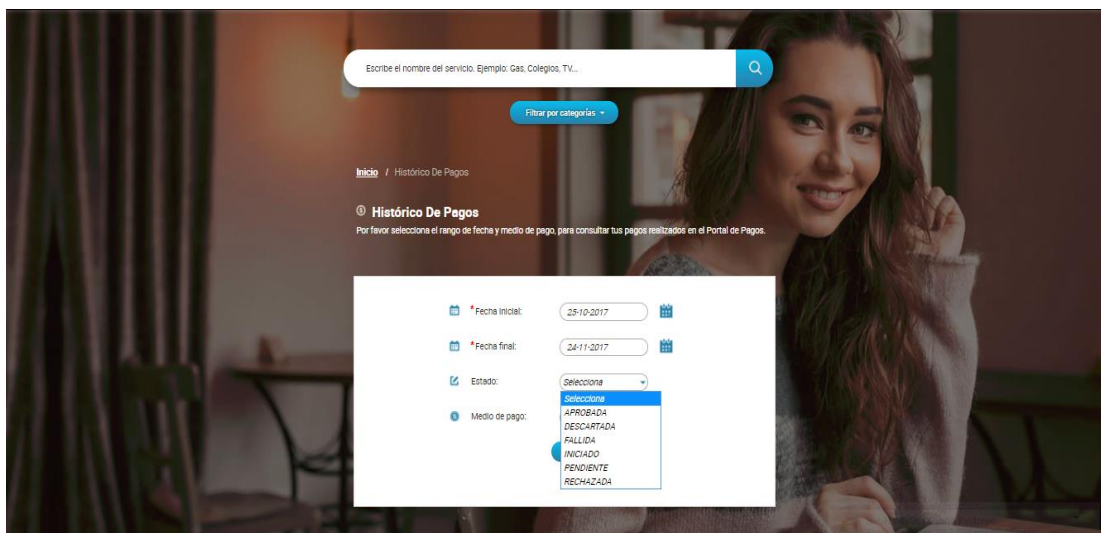 Escribe el nombre del servicio. Ejemplo: Gas, Colegios, TV...
Filtrar por categorías
Inicio / Histórico De Pagos
Histórico De Pagos
Por favor selecciona el rango de fecha y medio de pago, para consultar tus pagos realizados en el Portal de Pagos.
*Fecha inicial: 25-10-2017
*Fecha final: 24-11-2017
Estado: Selecciona
Selecciona
APROBADA
Medio de pago:
DESCARTADA
FALLIDA
INICIADO
PENDIENTE
RECHAZADA